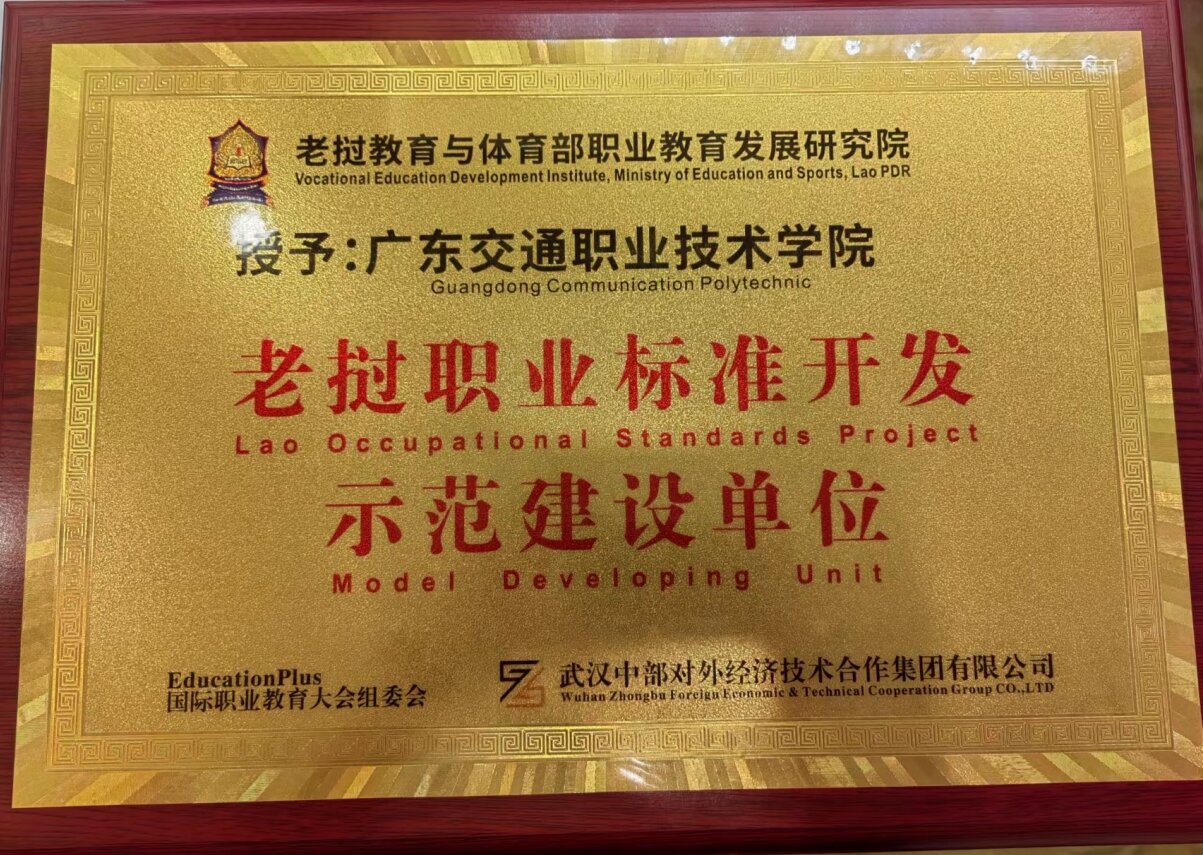 老挝教育与体育部职业教育发展研究院
Vocational Education Development Institute, Ministry of Education and Sports, Lao PDR
授予:广东交通职业技术学院
Guangdong Communication Polytechnic
老挝职业标准开发
Lao Occupational Standards Project
示范建设单位
Model Developing Unit
EducationPlus
国际职业教育大会组委会
武汉中部对外经济技术合作集团有限公司
Wuhan Zhongbu Foreign Economic & Technical Cooperation Group CO.,LTD